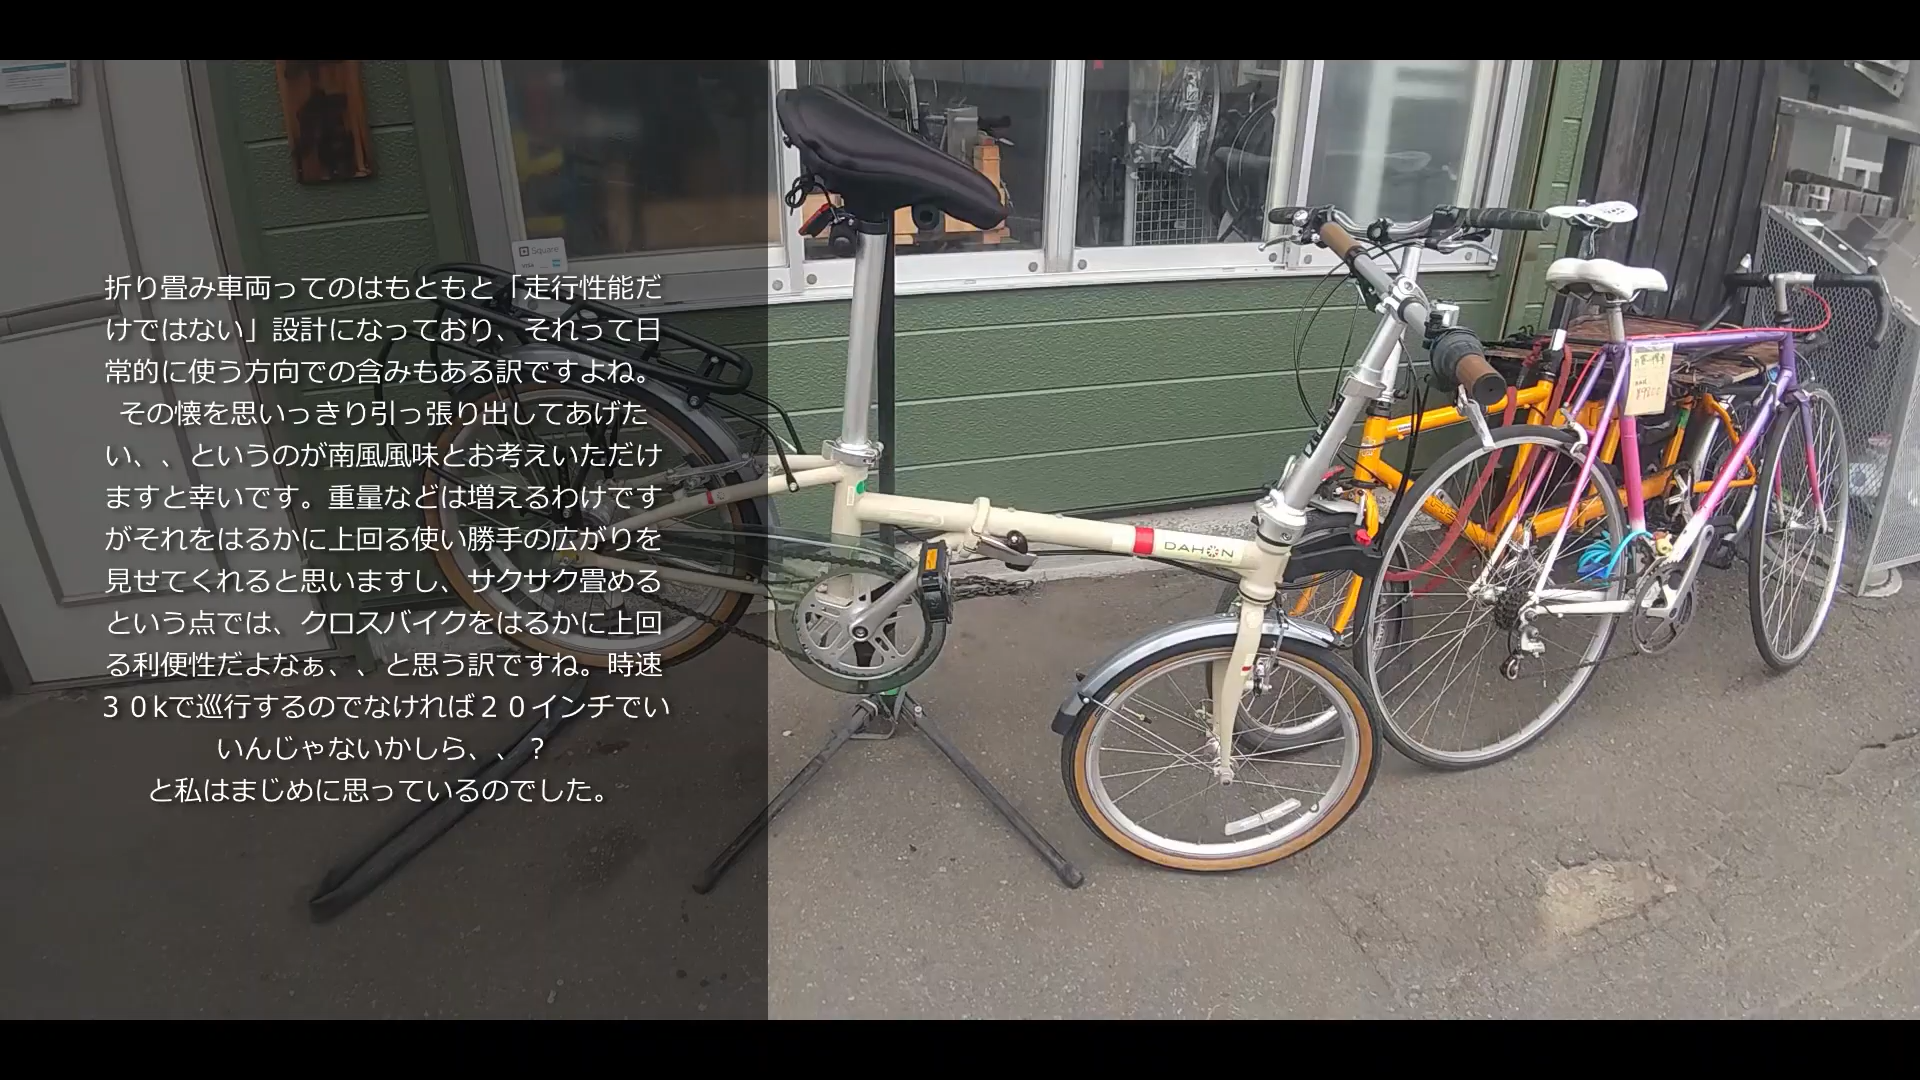 折り畳み車両ってのはもともと「走行性能だ
けではない」設計になっており、それって日
常的に使う方向での含みもある訳ですよね。
その懐を思いっきり引っ張り出してあげた
い、、というのが南風風味とお考えいただけ
ますと幸いです。重量などは増えるわけです
がそれをはるかに上回る使い勝手の広がりを
見せてくれると思いますし、サクサク畳める
という点では、クロスバイクをはるかに上回
る利便性だよなぁ、、と思う訳ですね。時速
３０kで巡行するのでなければ２０インチでい
いんじゃないかしら、、？
と私はまじめに思っているのでした。
Square
VISA
DAHON